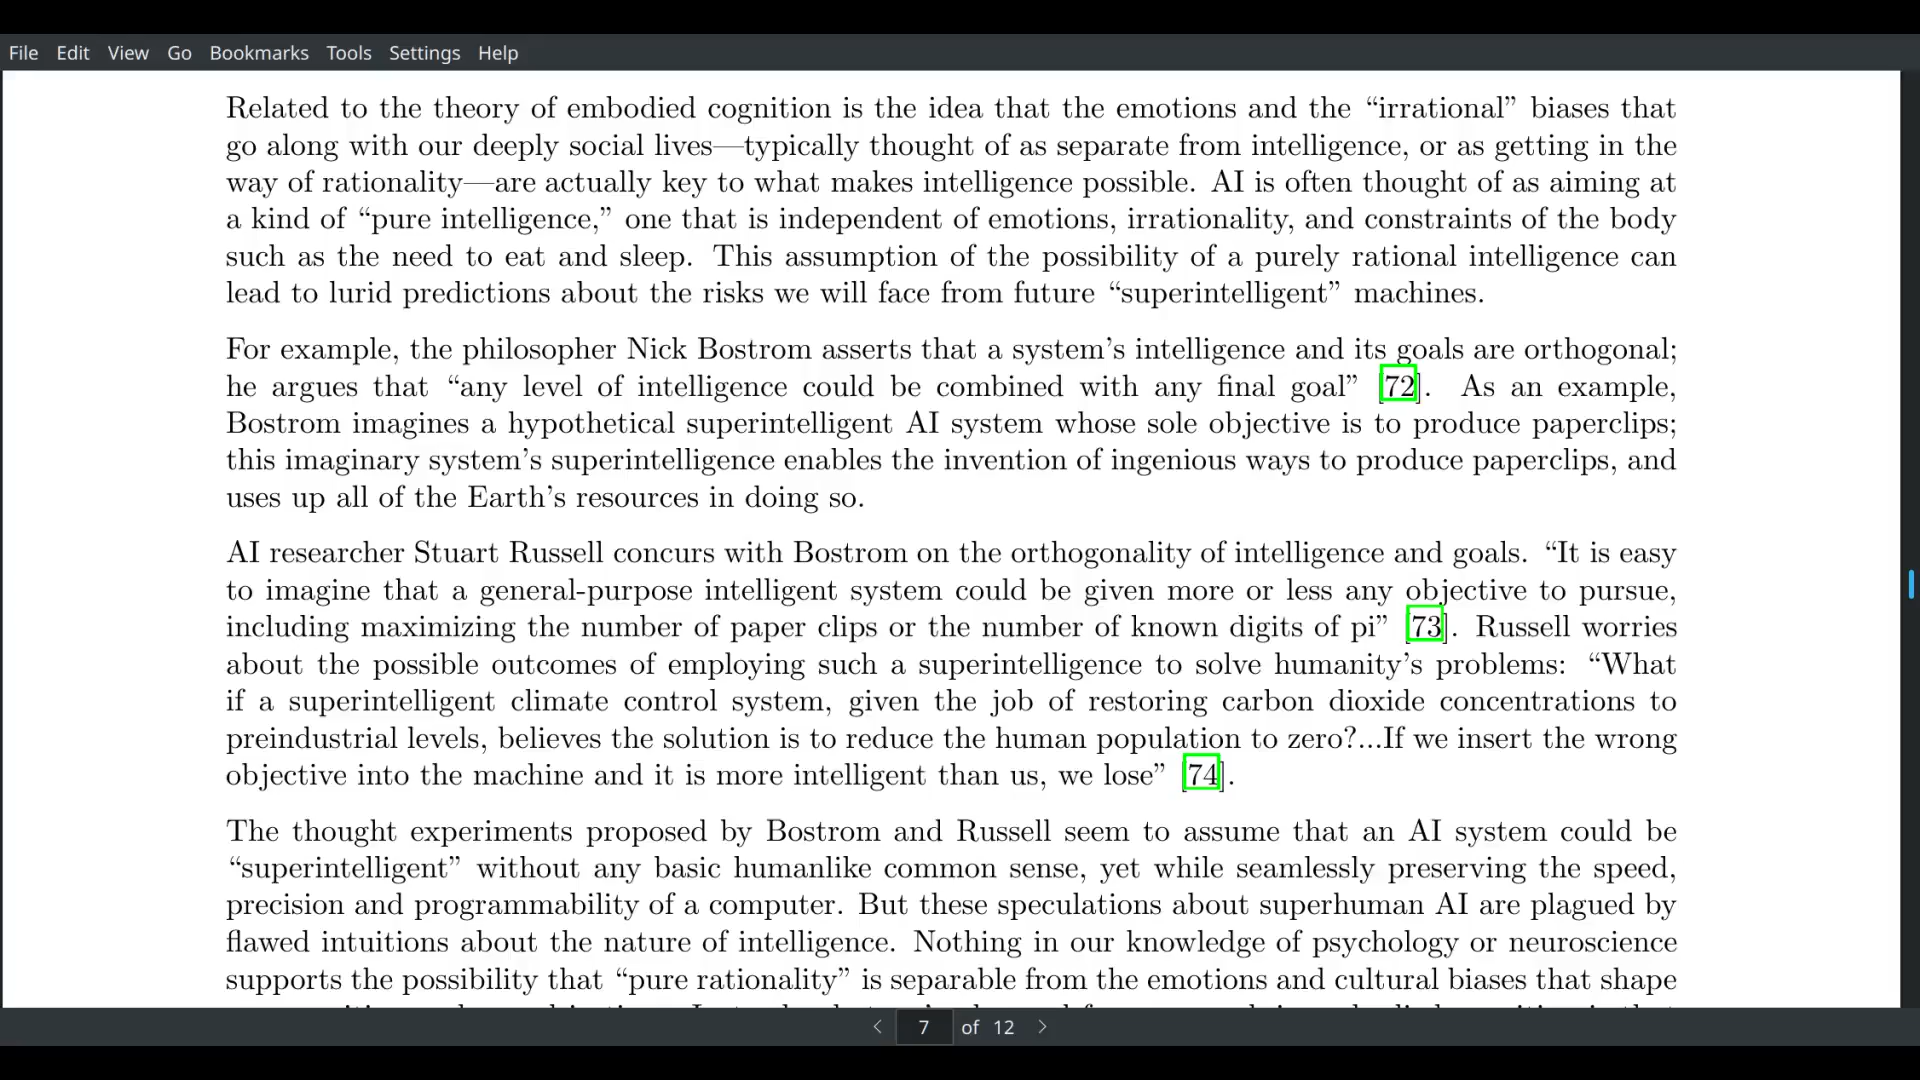 File Edit View Go Bookmarks Tools Settings Help
Related to the theory of embodied cognition is the idea that the emotions and the “irrational” biases that
go along with our deeply social lives—typically thought of as separate from intelligence, or as getting in the
way of rationality—are actually key to what makes intelligence possible. AI is often thought of as aiming at
a kind of “pure intelligence,” one that is independent of emotions, irrationality, and constraints of the body
such as the need to eat and sleep. This assumption of the possibility of a purely rational intelligence can
lead to lurid predictions about the risks we will face from future “superintelligent” machines.
For example, the philosopher Nick Bostrom asserts that a system’s intelligence and its goals are orthogonal;
he argues that “any level of intelligence could be combined with any final goal” [72]. As an example,
Bostrom imagines a hypothetical superintelligent AI system whose sole objective is to produce paperclips;
this imaginary system’s superintelligence enables the invention of ingenious ways to produce paperclips, and
uses up all of the Earth’s resources in doing so.
AI researcher Stuart Russell concurs with Bostrom on the orthogonality of intelligence and goals. “It is easy
to imagine that a general-purpose intelligent system could be given more or less any objective to pursue,
including maximizing the number of paper clips or the number of known digits of pi” [73]. Russell worries
about the possible outcomes of employing such a superintelligence to solve humanity’s problems: “What
if a superintelligent climate control system, given the job of restoring carbon dioxide concentrations to
preindustrial levels, believes the solution is to reduce the human population to zero?...If we insert the wrong
objective into the machine and it is more intelligent than us, we lose” [74].
The thought experiments proposed by Bostrom and Russell seem to assume that an AI system could be
“superintelligent” without any basic humanlike common sense, yet while seamlessly preserving the speed,
precision and programmability of a computer. But these speculations about superhuman AI are plagued by
flawed intuitions about the nature of intelligence. Nothing in our knowledge of psychology or neuroscience
supports the possibility that “pure rationality” is separable from the emotions and cultural biases that shape
7 of 12